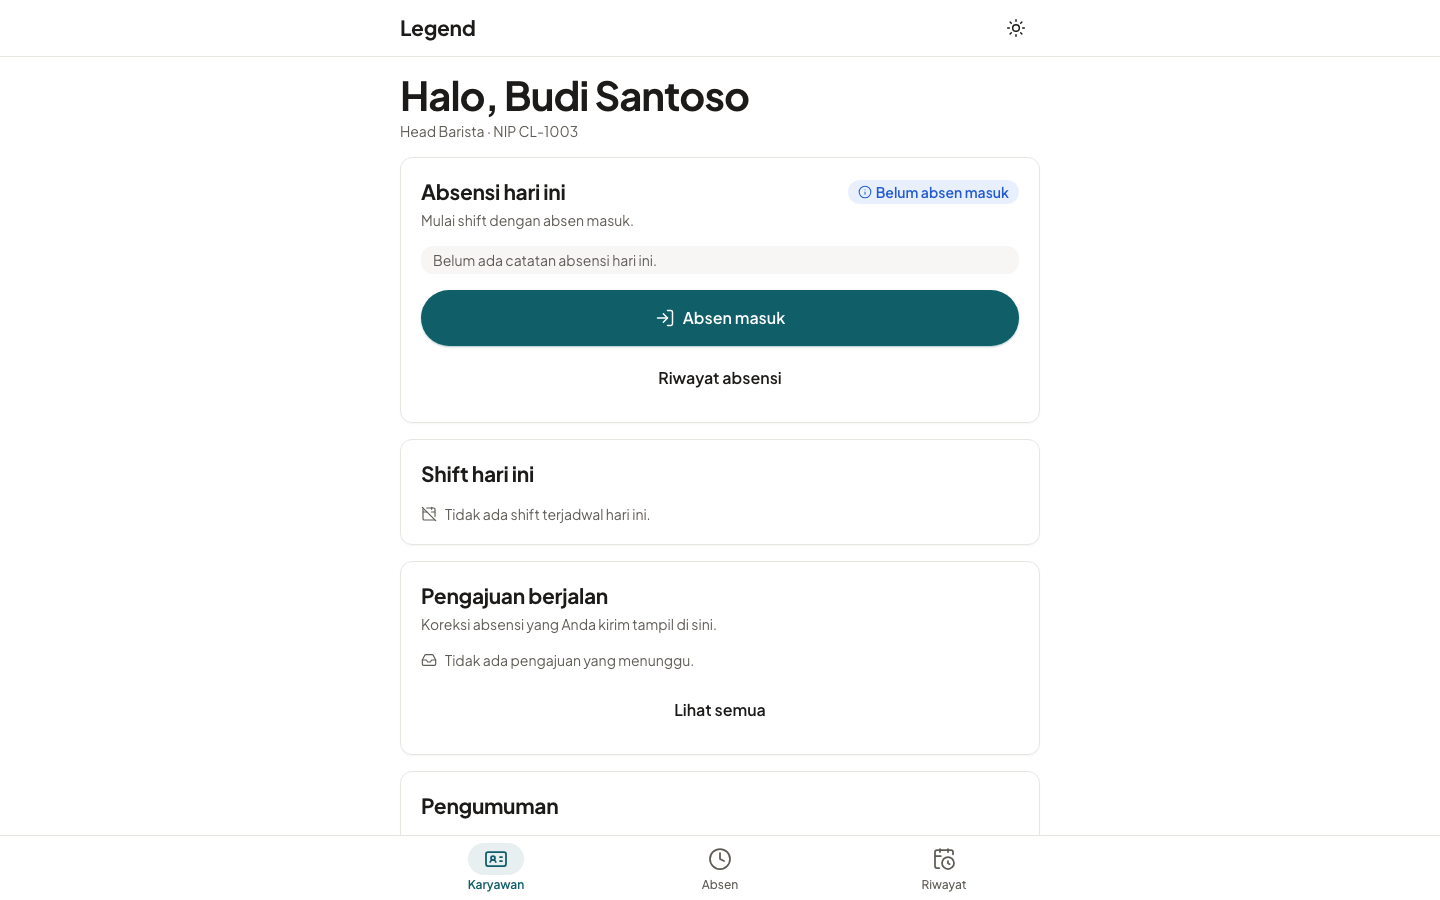 Legend
Halo, Budi Santoso
Head Barista · NIP CL-1003
Absensi hari ini
Belum absen masuk
Mulai shift dengan absen masuk.
Belum ada catatan absensi hari ini.
Absen masuk
Riwayat absensi
Shift hari ini
Tidak ada shift terjadwal hari ini.
Pengajuan berjalan
Koreksi absensi yang Anda kirim tampil di sini.
Tidak ada pengajuan yang menunggu.
Lihat semua
Pengumuman
Karyawan
Absen
Riwayat